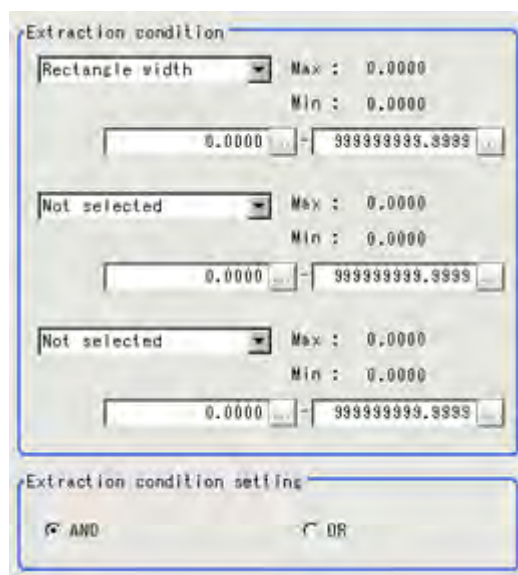 Extraction condition
Rectangle width Max : 0.0000
Min : 0.0000
0.0000 ... - 999999999.9999 ...
Not selected Max : 0.0000
Min : 0.0000
0.0000 ... - 999999999.9999 ...
Not selected Max : 0.0000
Min : 0.0000
0.0000 ... - 999999999.9999 ...
Extraction condition setting
AND OR